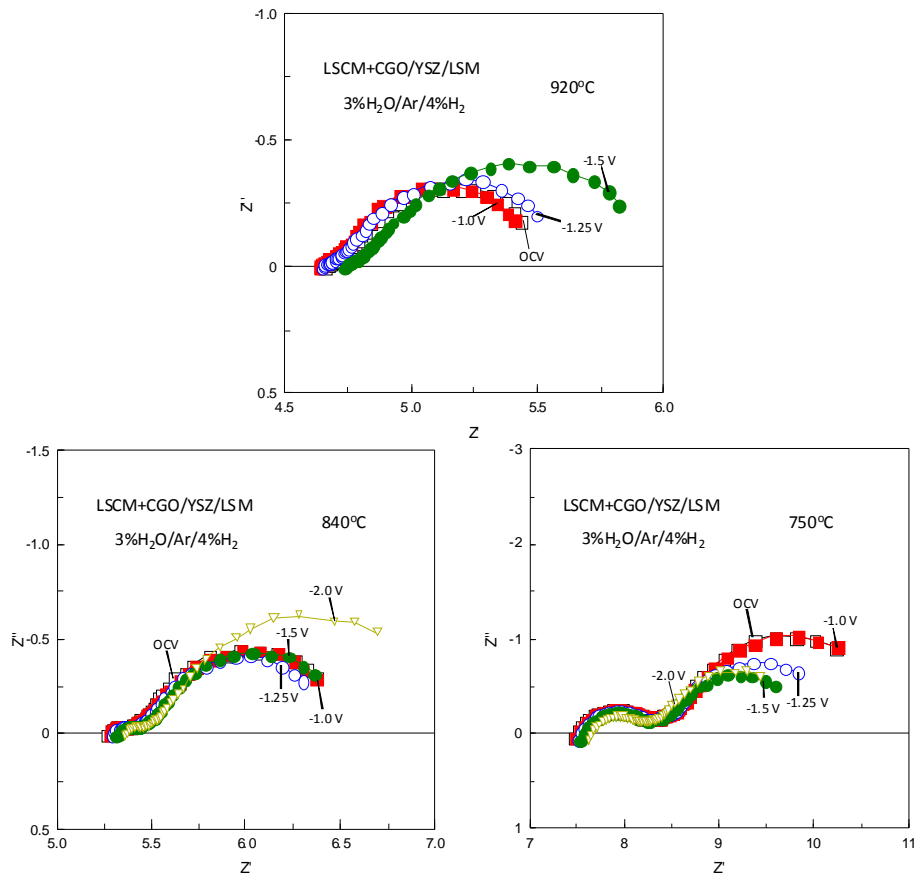 -1.0
LSCM+CGO/YSZ/LSM
920°C
3%H₂O/Ar/4%H₂
-0.5
-1.5 V
Z''
-1.0 V
-1.25 V
OCV
0
0.5
4.5
5.0
5.5
6.0
Z'
-1.5
LSCM+CGO/YSZ/LSM
840°C
3%H₂O/Ar/4%H₂
-1.0
-2.0 V
Z''
-0.5
OCV
-1.5 V
-1.25 V
-1.0 V
0
0.5
5.0
5.5
6.0
6.5
7.0
Z'
-3
LSCM+CGO/YSZ/LSM
750°C
3%H₂O/Ar/4%H₂
-2
OCV
-1.0 V
Z''
-1
-2.0 V
-1.5 V
-1.25 V
0
1
7
8
9
10
11
Z'